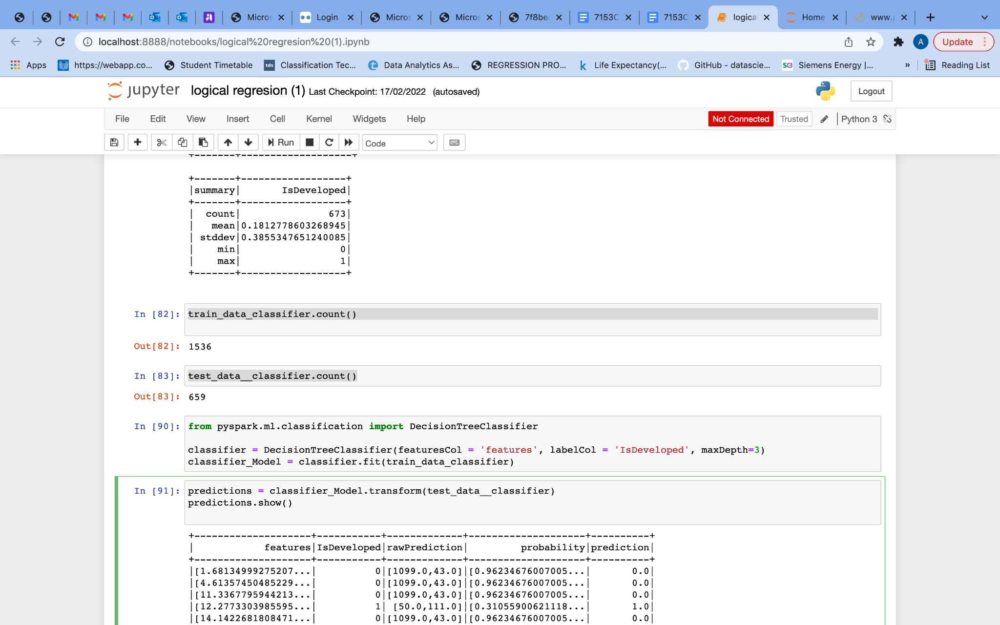 Micros
Login
Micros
Micros
7f8be
7153C
7153C
logica
Home
www.p
localhost:8888/notebooks/logical%20regresion%20(1).ipynb
A
Update
Apps
https://webapp.co...
Student Timetable
tds
Classification Tec...
Data Analytics As...
REGRESSION PRO...
k
Life Expectancy(...
GitHub - datascie...
se
Siemens Energy |...
»
Reading List
jupyter
logical regresion (1) Last Checkpoint: 17/02/2022 (autosaved)
Logout
File Edit View Insert Cell Kernel Widgets Help
Not Connected
Trusted
Python 3
Run
Code
+-------+-------------------+
+-------+------------------+
|summary|       IsDeveloped|
+-------+------------------+
|  count|               673|
|   mean|0.1812778603268945|
| stddev|0.3855347651240085|
|    min|                 0|
|    max|                 1|
+-------+------------------+
In [82]: train_data_classifier.count()
Out[82]: 1536
In [83]: test_data__classifier.count()
Out[83]: 659
In [90]: from pyspark.ml.classification import DecisionTreeClassifier
classifier = DecisionTreeClassifier(featuresCol = 'features', labelCol = 'IsDeveloped', maxDepth=3)
classifier_Model = classifier.fit(train_data_classifier)
In [91]: predictions = classifier_Model.transform(test_data__classifier)
predictions.show()
+--------------------+-----------+-------------+--------------------+----------+
|            features|IsDeveloped|rawPrediction|         probability|prediction|
+--------------------+-----------+-------------+--------------------+----------+
|[1.68134999275207...|          0|[1099.0,43.0]|[0.96234676007005...|       0.0|
|[4.61357450485229...|          0|[1099.0,43.0]|[0.96234676007005...|       0.0|
|[11.3367795944213...|          0|[1099.0,43.0]|[0.96234676007005...|       0.0|
|[12.2773303985595...|          1| [50.0,111.0]|[0.31055900621118...|       1.0|
|[14.1422681808471...|          0|[1099.0,43.0]|[0.96234676007005...|       0.0|